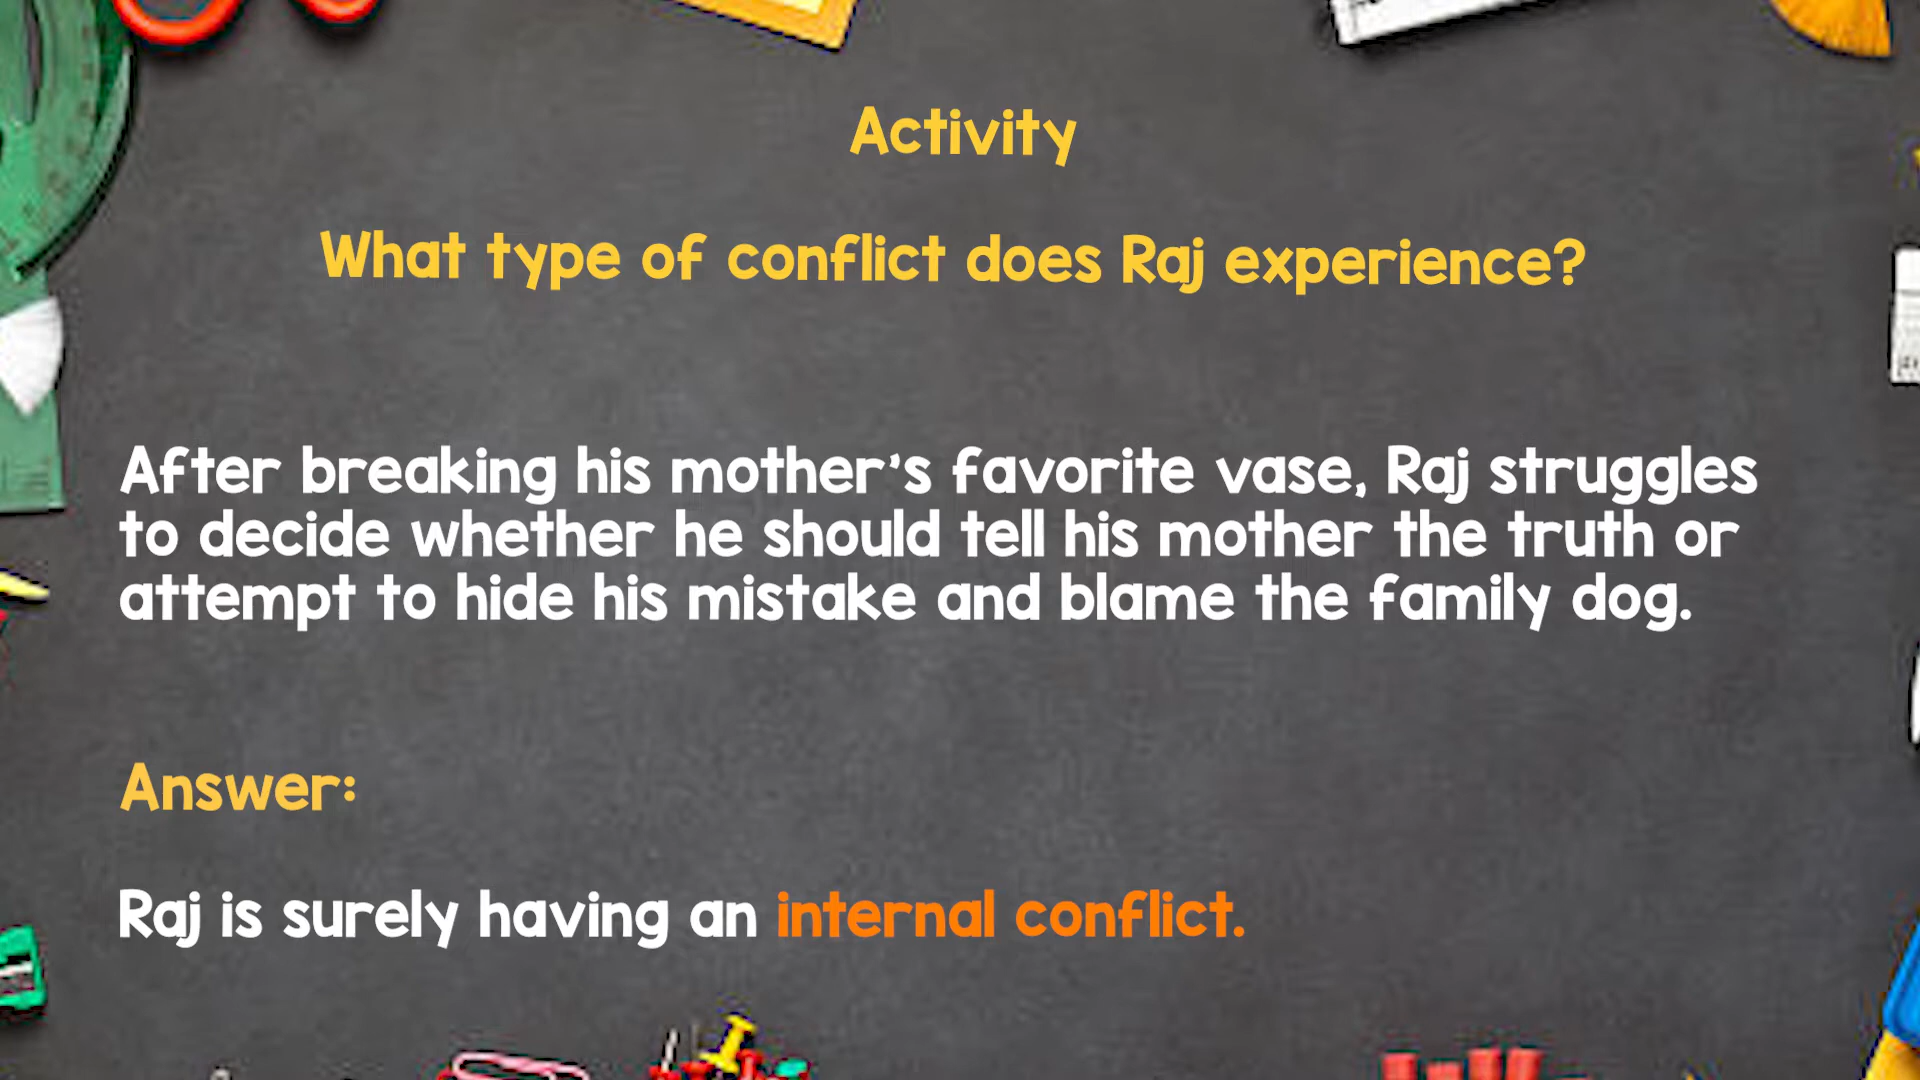 Activity
What type of conflict does Raj experience?
After breaking his mother's favorite vase, Raj struggles
to decide whether he should tell his mother the truth or
attempt to hide his mistake and blame the family dog.
Answer:
Raj is surely having an internal conflict.